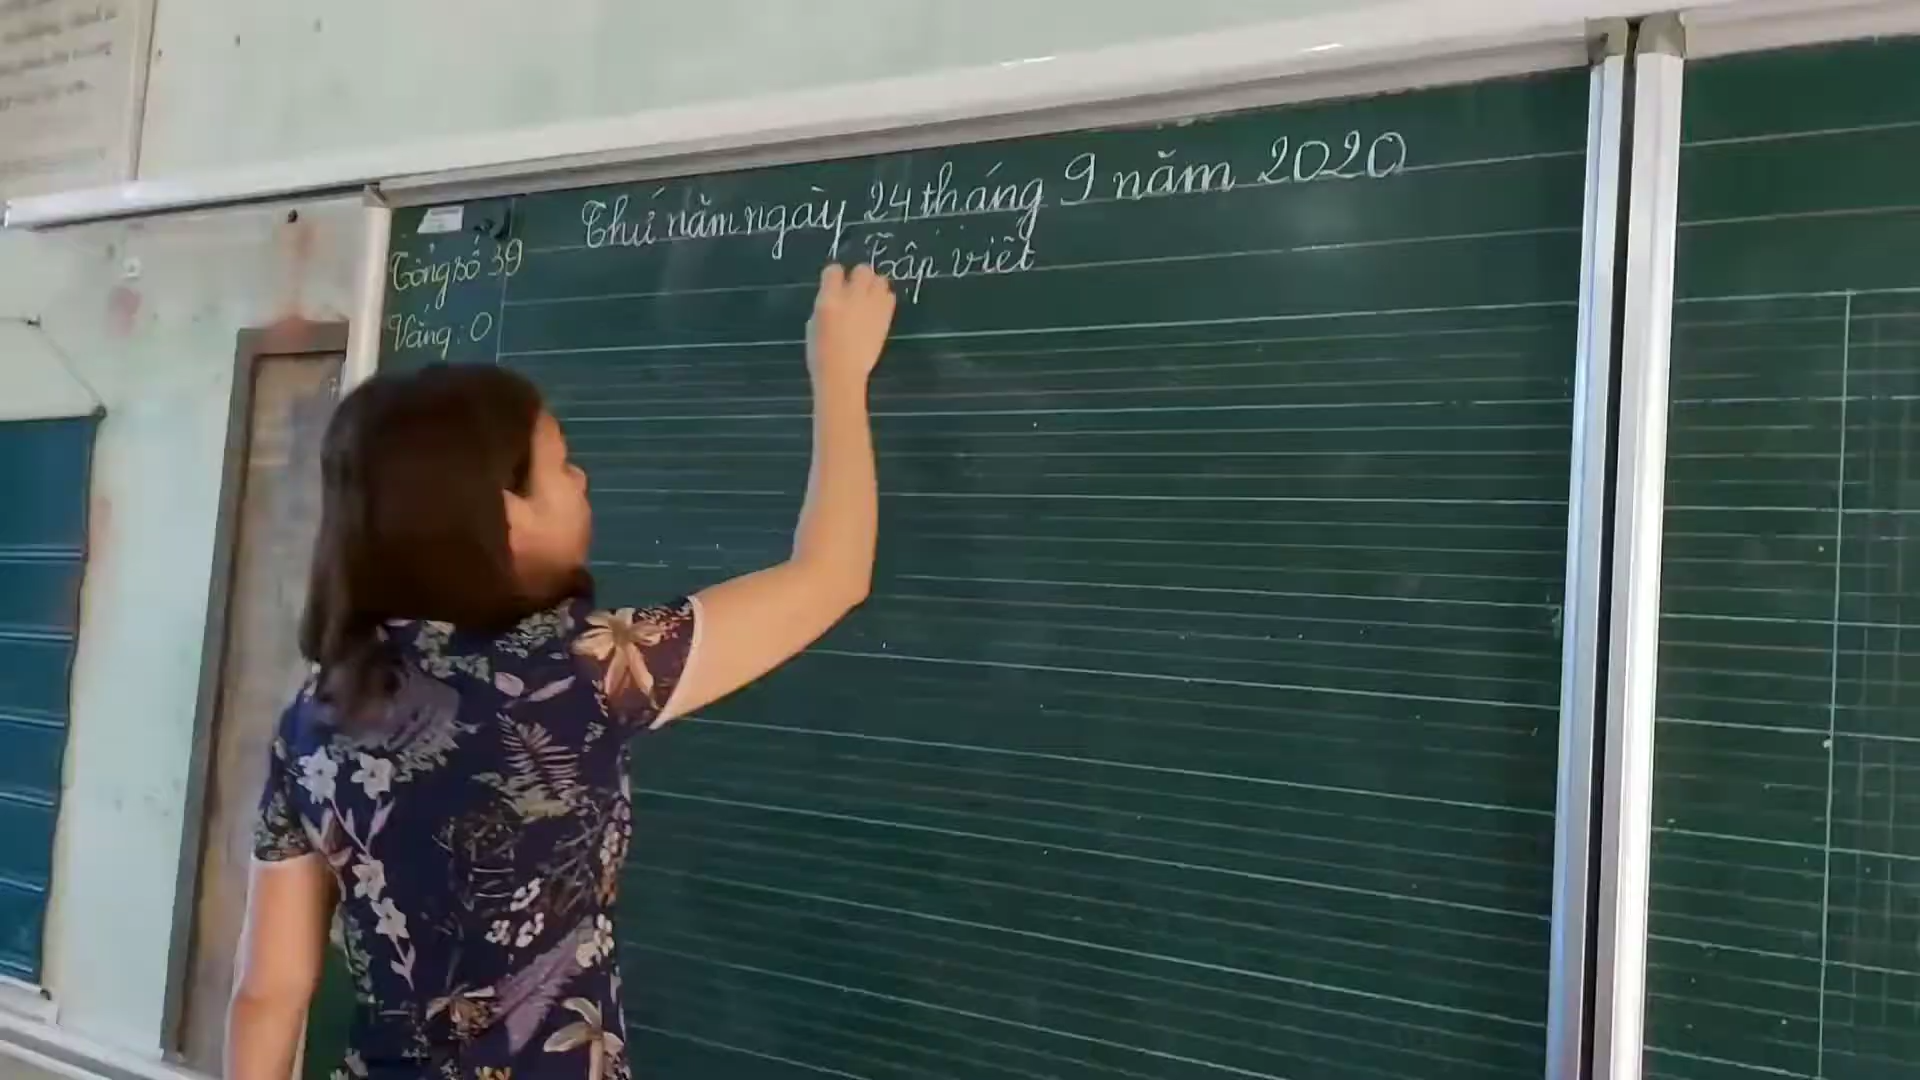 Thứ năm ngày 24 tháng 9 năm 2020
Tập viết
Tổng số 39
Vắng: 0